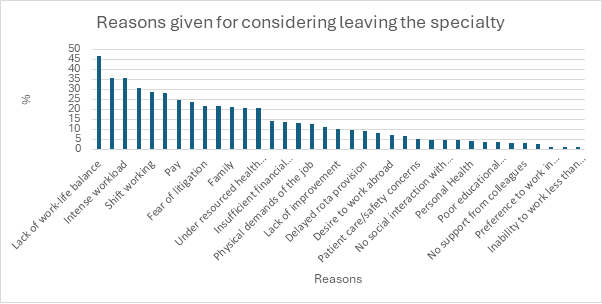 Reasons given for considering leaving the specialty
50
45
40
35
30
25
20
15
10
5
0
%
Lack of work-life balance
Intense workload
Shift working
Pay
Fear of litigation
Family
Under resourced health...
Insufficient financial...
Physical demands of the job
Lack of improvement
Delayed rota provision
Desire to work abroad
Patient care/safety concerns
No social interaction with...
Personal Health
Poor educational...
No support from colleagues
Preference to work in...
Inability to work less than...
Reasons